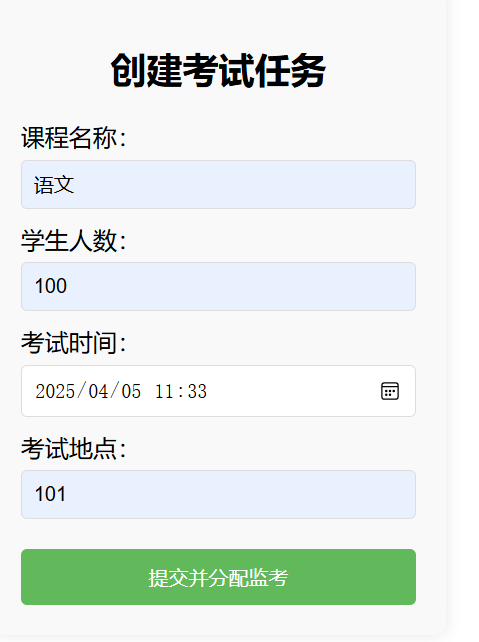 创建考试任务
课程名称：
语文
学生人数：
100
考试时间：
2025/04/05 11:33
考试地点：
101
提交并分配监考